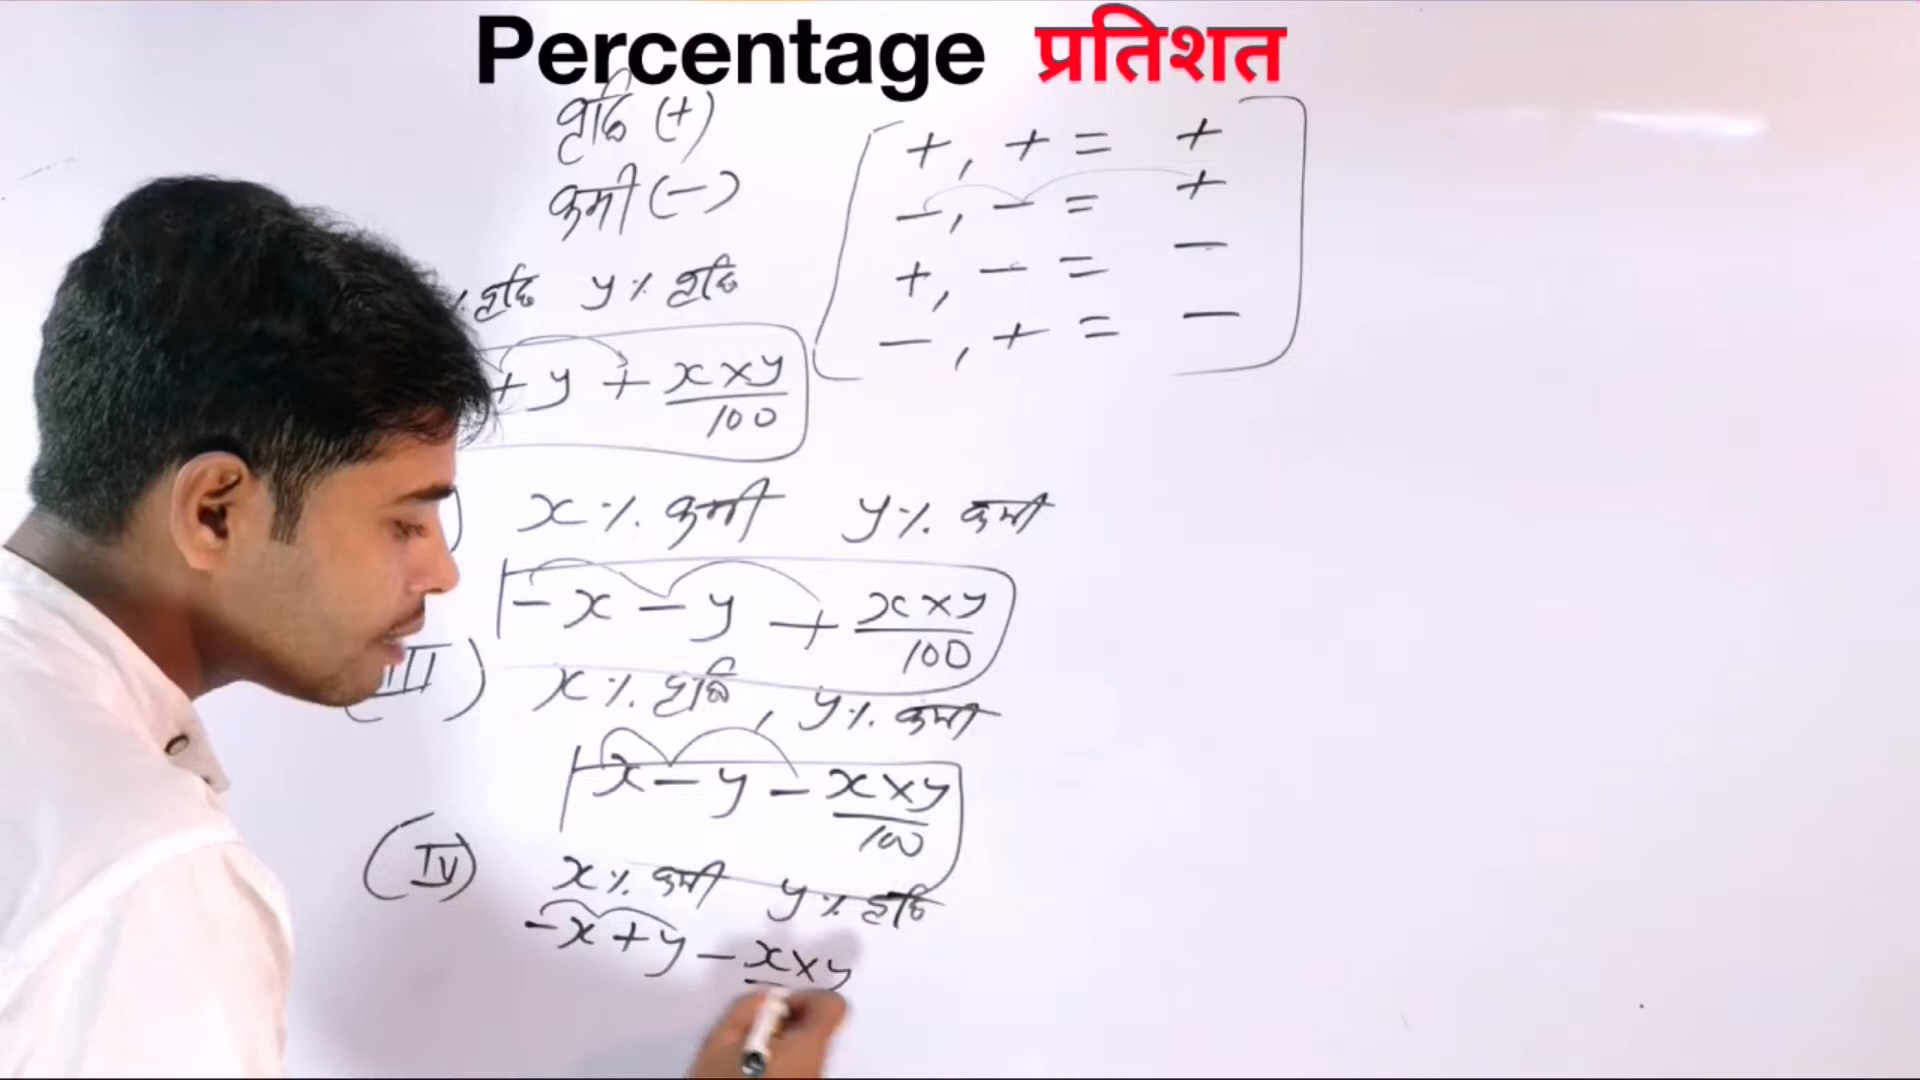 Percentage प्रतिशत
वृद्धि (+)
कमी (-)
+, + = +
-, - = +
+, - = -
-, + = -
% वृद्धि y% वृद्धि
+ y + x×y/100
) x% कमी y% कमी
-x - y + x×y/100
(III) x% वृद्धि, y% कमी
x - y - x×y/100
(IV) x% कमी y% वृद्धि
-x + y - x×y